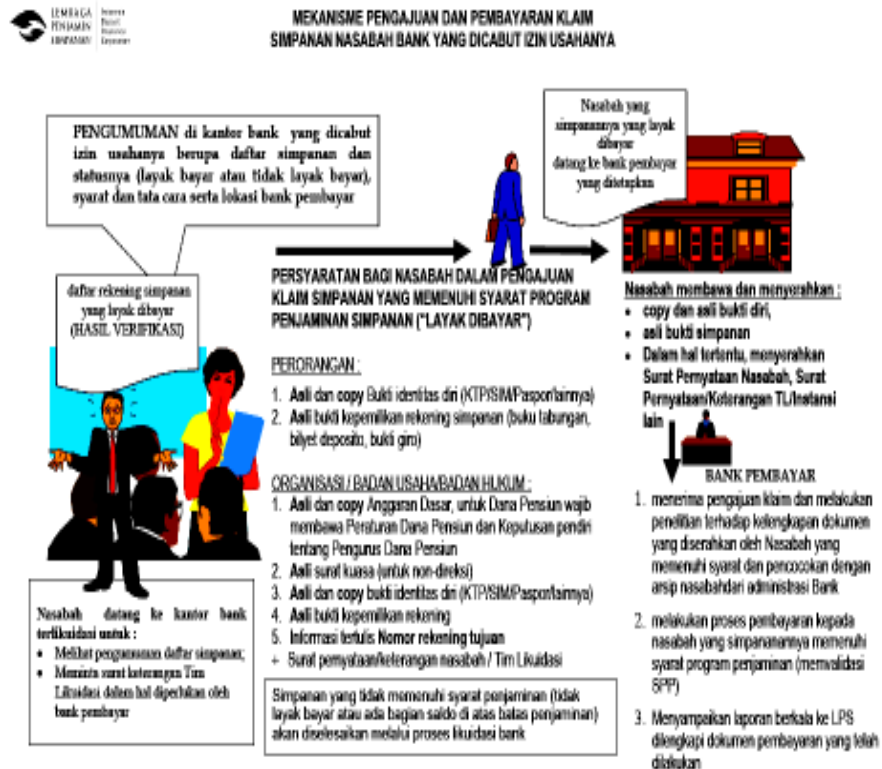 LEMBAGA
PENJAMIN
SIMPANAN
MEKANISME PENGAJUAN DAN PEMBAYARAN KLAIM
SIMPANAN NASABAH BANK YANG DICABUT IZIN USAHANYA
PENGUMUMAN di kantor bank yang dicabut
izin usahanya berupa daftar simpanan dan
statusnya (layak bayar atau tidak layak bayar),
syarat dan tata cara serta lokasi bank pembayar
daftar rekening simpanan
yang layak dibayar
(HASIL VERIFIKASI)
Nasabah datang ke kantor bank
terlikuidasi untuk :
• Melihat pengumuman daftar simpanan;
• Meminta surat keterangan Tim
Likuidasi dalam hal diperlukan oleh
bank pembayar
PERSYARATAN BAGI NASABAH DALAM PENGAJUAN
KLAIM SIMPANAN YANG MEMENUHI SYARAT PROGRAM
PENJAMINAN SIMPANAN ("LAYAK DIBAYAR")
PERORANGAN :
1. Asli dan copy Bukti identitas diri (KTP/SIM/Paspor/lainnya)
2. Asli bukti kepemilikan rekening simpanan (buku tabungan,
bilyet deposito, bukti giro)
ORGANISASI / BADAN USAHA/BADAN HUKUM :
1. Asli dan copy Anggaran Dasar, untuk Dana Pensiun wajib
membawa Peraturan Dana Pensiun dan Keputusan pendiri
tentang Pengurus Dana Pensiun
2. Asli surat kuasa (untuk non-direksi)
3. Asli dan copy bukti identitas diri (KTP/SIM/Paspor/lainnya)
4. Asli bukti kepemilikan rekening
5. Informasi tertulis Nomor rekening tujuan
+ Surat pernyataan/keterangan nasabah / Tim Likuidasi
Simpanan yang tidak memenuhi syarat penjaminan (tidak
layak bayar atau ada bagian saldo di atas batas penjaminan)
akan diselesaikan melalui proses likuidasi bank
Nasabah yang
simpanannya yang layak
dibayar
datang ke bank pembayar
yang ditetapkan
Nasabah membawa dan menyerahkan :
• copy dan asli bukti diri,
• asli bukti simpanan
• Dalam hal tertentu, menyerahkan
Surat Pernyataan Nasabah, Surat
Pernyataan/Keterangan TL/Instansi
lain
BANK PEMBAYAR
1. menerima pengajuan klaim dan melakukan
penelitian terhadap kelengkapan dokumen
yang diserahkan oleh Nasabah yang
memenuhi syarat dan pencocokan dengan
arsip nasabahdari administrasi Bank
2. melakukan proses pembayaran kepada
nasabah yang simpananannya memenuhi
syarat program penjaminan (memvalidasi
SPP)
3. Menyampaikan laporan berkala ke LPS
dilengkapi dokumen pembayaran yang telah
dilakukan